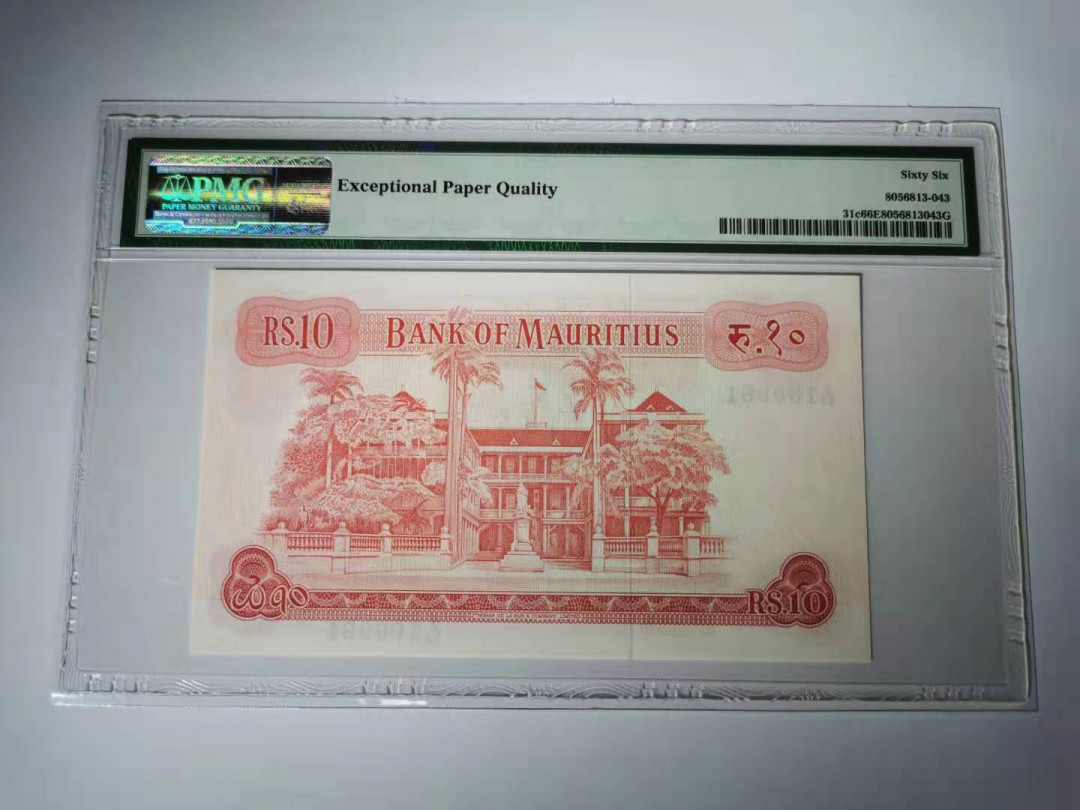 PMG
PAPER MONEY GUARANTY
Exceptional Paper Quality
Sixty Six
8056813-043
31c66E8056813043G
RS.10
BANK OF MAURITIUS
रु.१०
RS.10